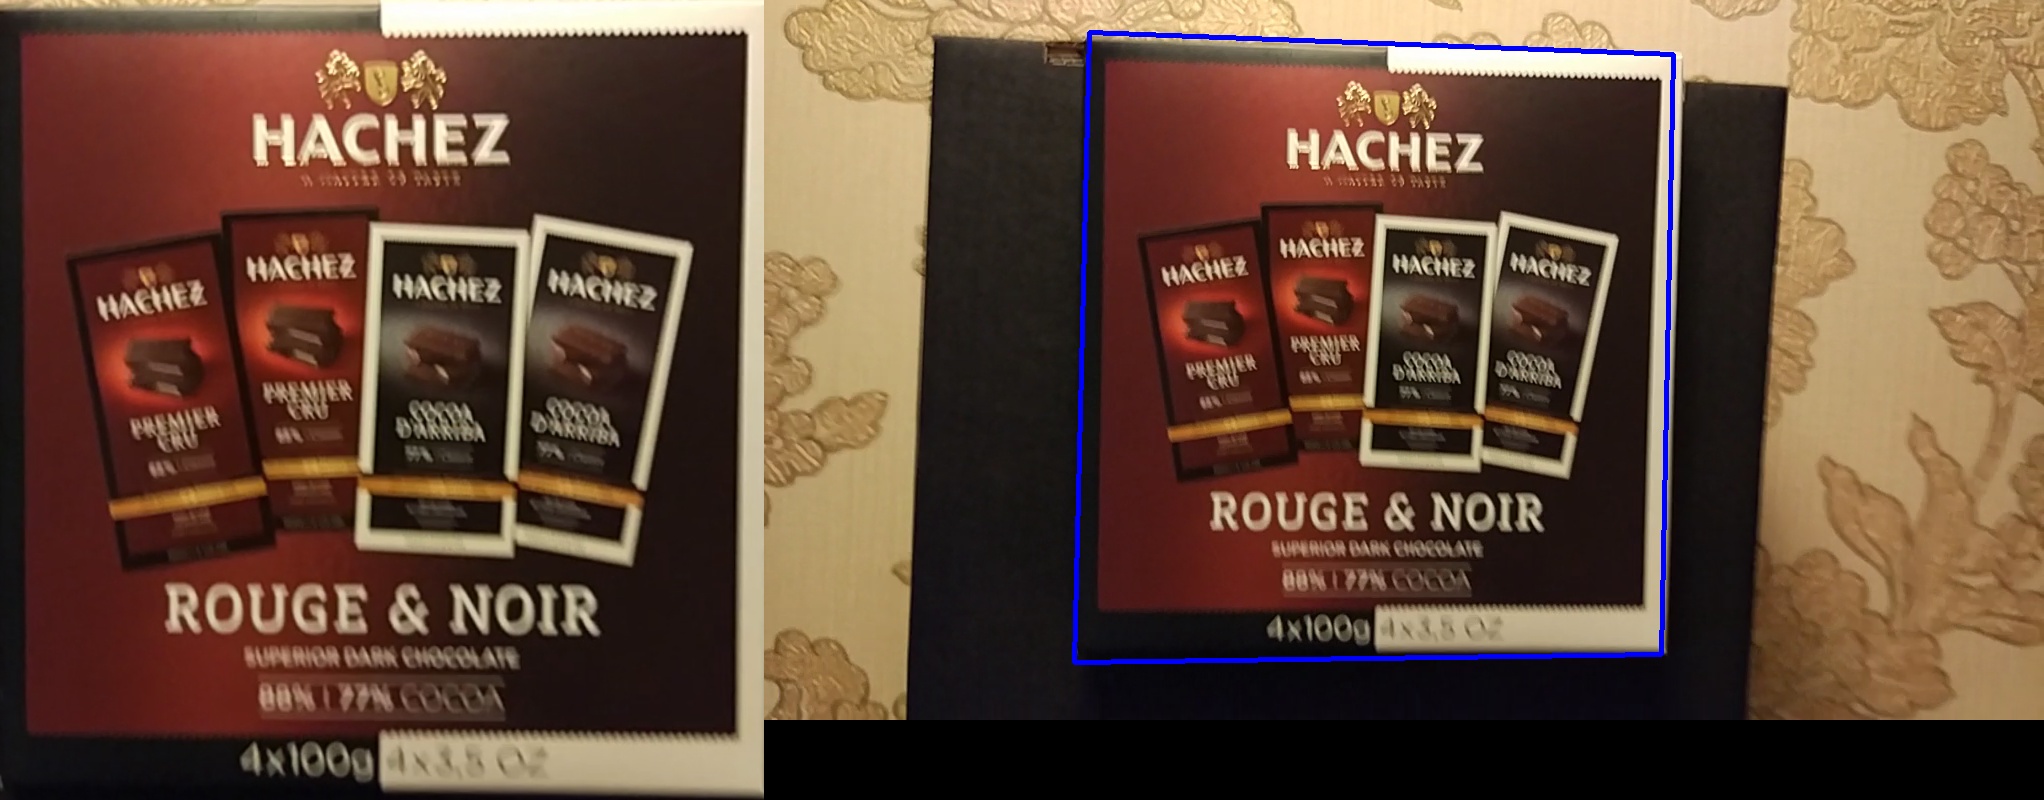 HACHEZ
HACHEZ
HACHEZ
HACHEZ
HACHEZ
PREMIER
CRU
PREMIER
CRU
COCOA
D'ARRIBA
COCOA
D'ARRIBA
ROUGE & NOIR
SUPERIOR DARK CHOCOLATE
88% | 77% COCOA
4x100g 4x3,5 OZ
HACHEZ
HACHEZ
HACHEZ
HACHEZ
HACHEZ
PREMIER
CRU
PREMIER
CRU
COCOA
D'ARRIBA
COCOA
D'ARRIBA
ROUGE & NOIR
SUPERIOR DARK CHOCOLATE
88% | 77% COCOA
4x100g 4x3,5 OZ